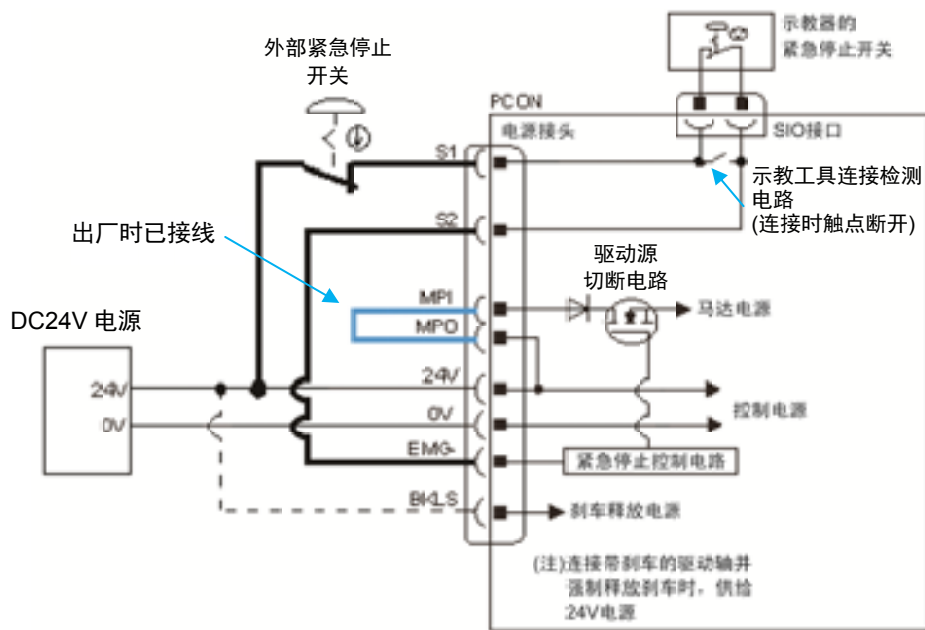 示教器的
紧急停止开关
外部紧急停止
开关
PCON
电源接头
SIO接口
S1
示教工具连接检测
电路
(连接时触点断开)
S2
出厂时已接线
驱动源
切断电路
MPI
马达电源
DC24V 电源
MPO
24V
24V
控制电源
0V
0V
EMG-
紧急停止控制电路
BKLS
刹车释放电源
(注)连接带刹车的驱动轴并
强制释放刹车时，供给
24V电源